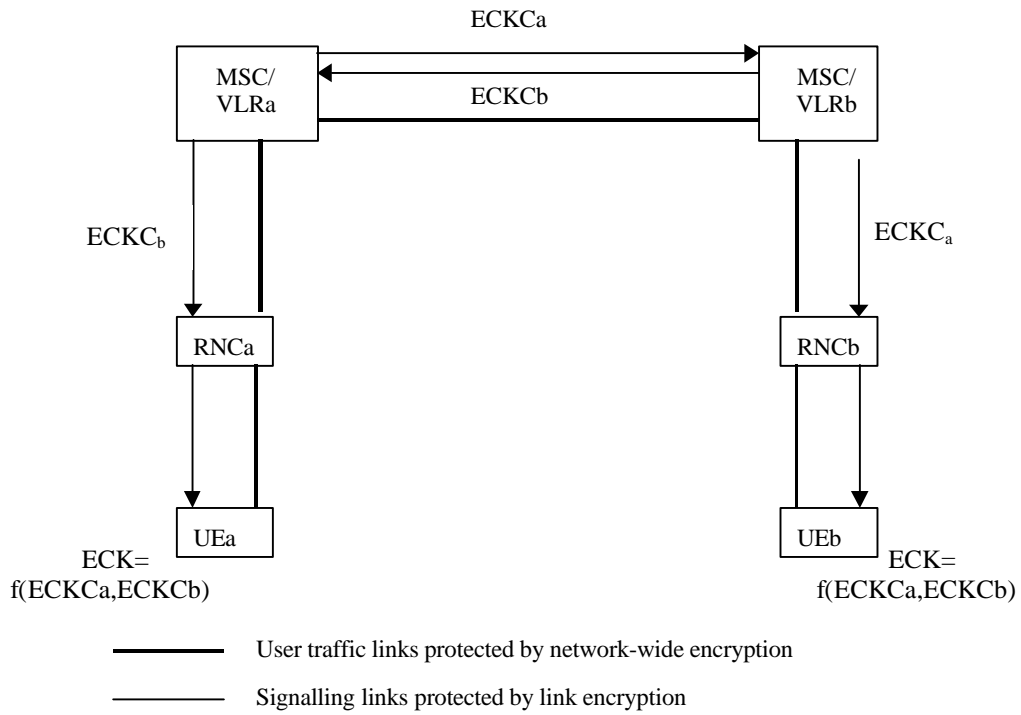 ECKCa
MSC/
VLRa
MSC/
VLRb
ECKCb
ECKCb
ECKCa
RNCa
RNCb
UEa
UEb
ECK=
f(ECKCa,ECKCb)
ECK=
f(ECKCa,ECKCb)
User traffic links protected by network-wide encryption
Signalling links protected by link encryption